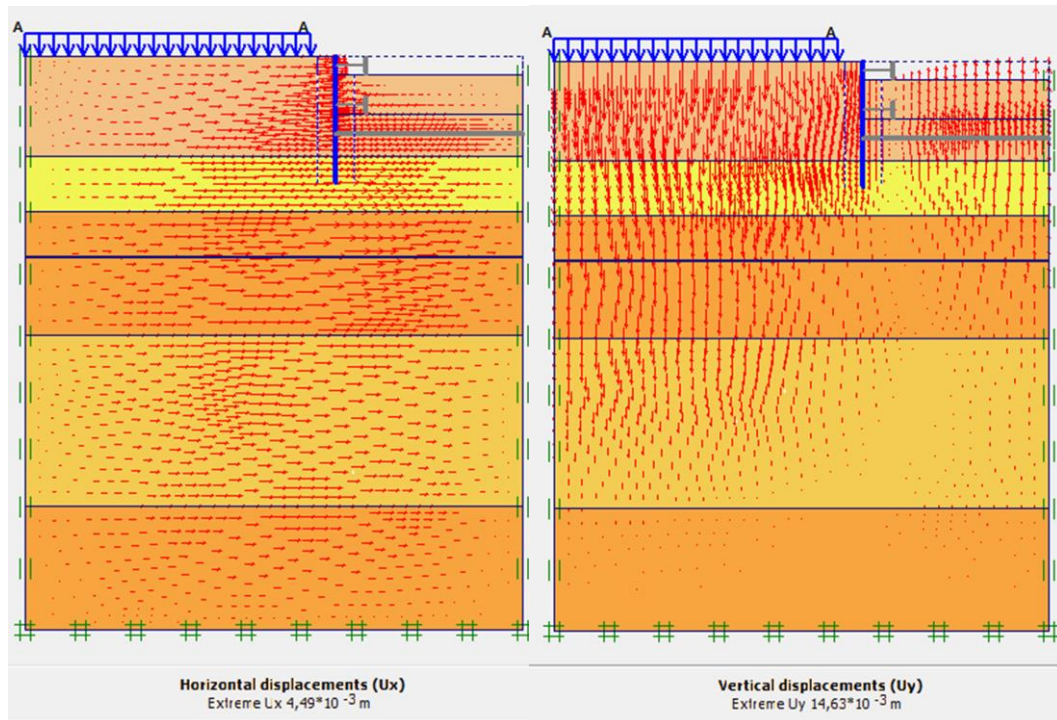 A A
A A
Horizontal displacements (Ux)
Extreme Ux 4,49*10 -3 m
Vertical displacements (Uy)
Extreme Uy 14,63*10 -3 m